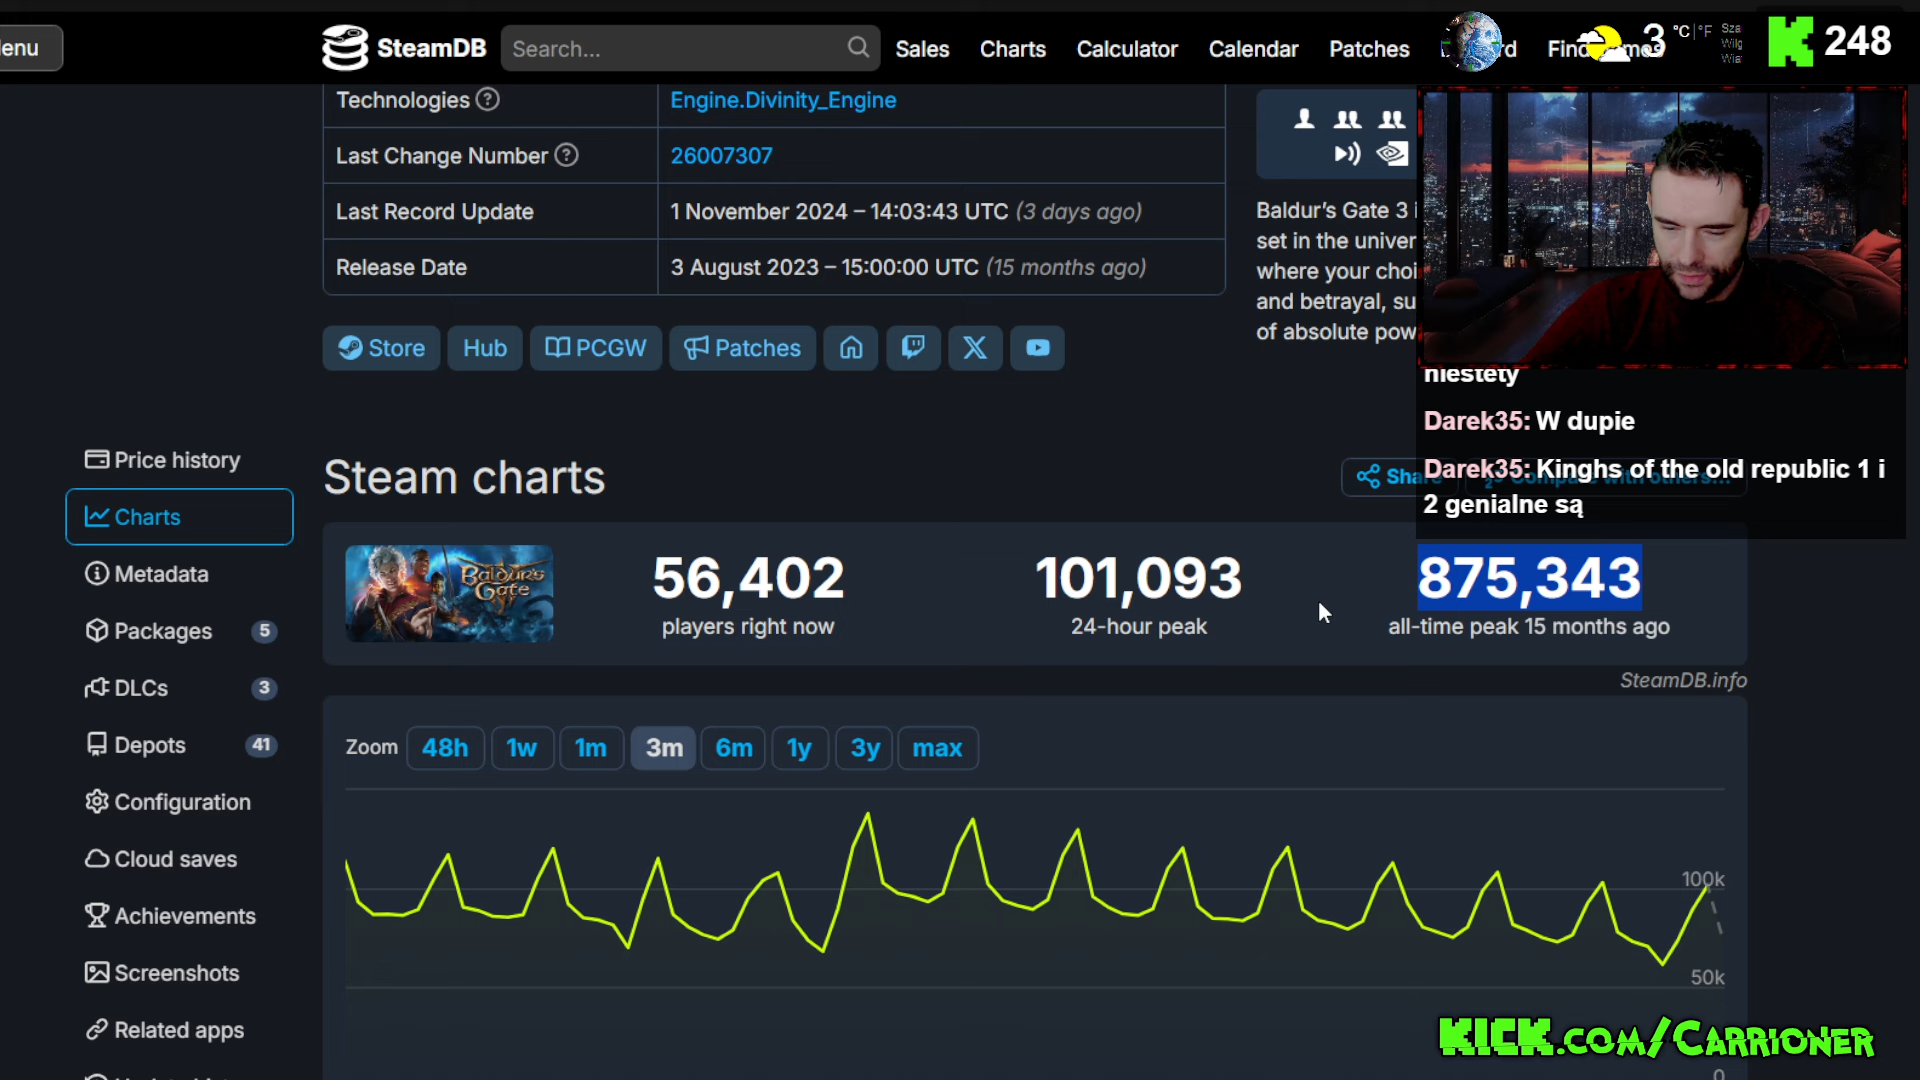 enu
SteamDB
Search...
Sales
Charts
Calculator
Calendar
Patches
3
°C|°F
248
Technologies
Engine.Divinity_Engine
Last Change Number
26007307
Last Record Update
1 November 2024 – 14:03:43 UTC (3 days ago)
Release Date
3 August 2023 – 15:00:00 UTC (15 months ago)
Baldur's Gate 3 i
set in the univer
where your choi
and betrayal, su
of absolute pow
Store
Hub
PCGW
Patches
niestety
Darek35: W dupie
Darek35: Kinghs of the old republic 1 i
2 genialne są
Price history
Charts
Metadata
Packages 5
DLCs 3
Depots 41
Configuration
Cloud saves
Achievements
Screenshots
Related apps
Steam charts
Baldur's
Gate
56,402
players right now
101,093
24-hour peak
875,343
all-time peak 15 months ago
SteamDB.info
Zoom 48h 1w 1m 3m 6m 1y 3y max
100k
50k
0
KICK.com/Carrioner